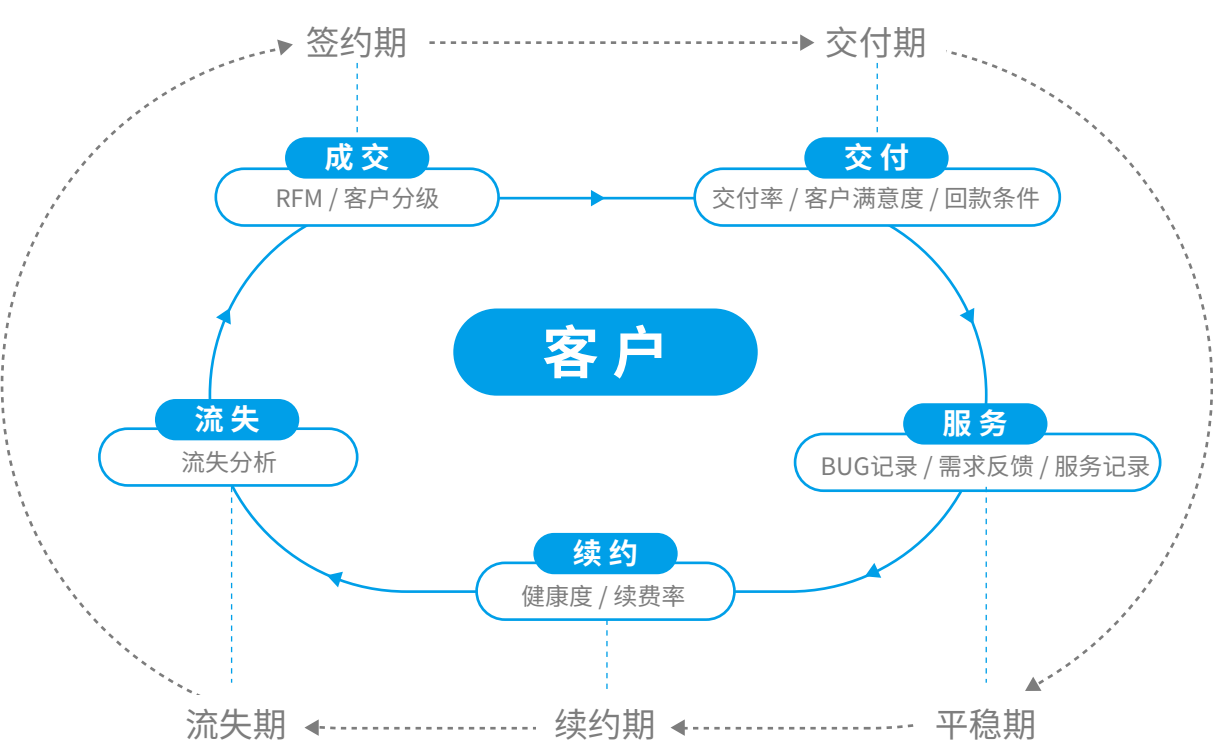 签约期
交付期
成交
RFM / 客户分级
交付
交付率 / 客户满意度 / 回款条件
客户
流失
流失分析
服务
BUG记录 / 需求反馈 / 服务记录
续约
健康度 / 续费率
流失期
续约期
平稳期